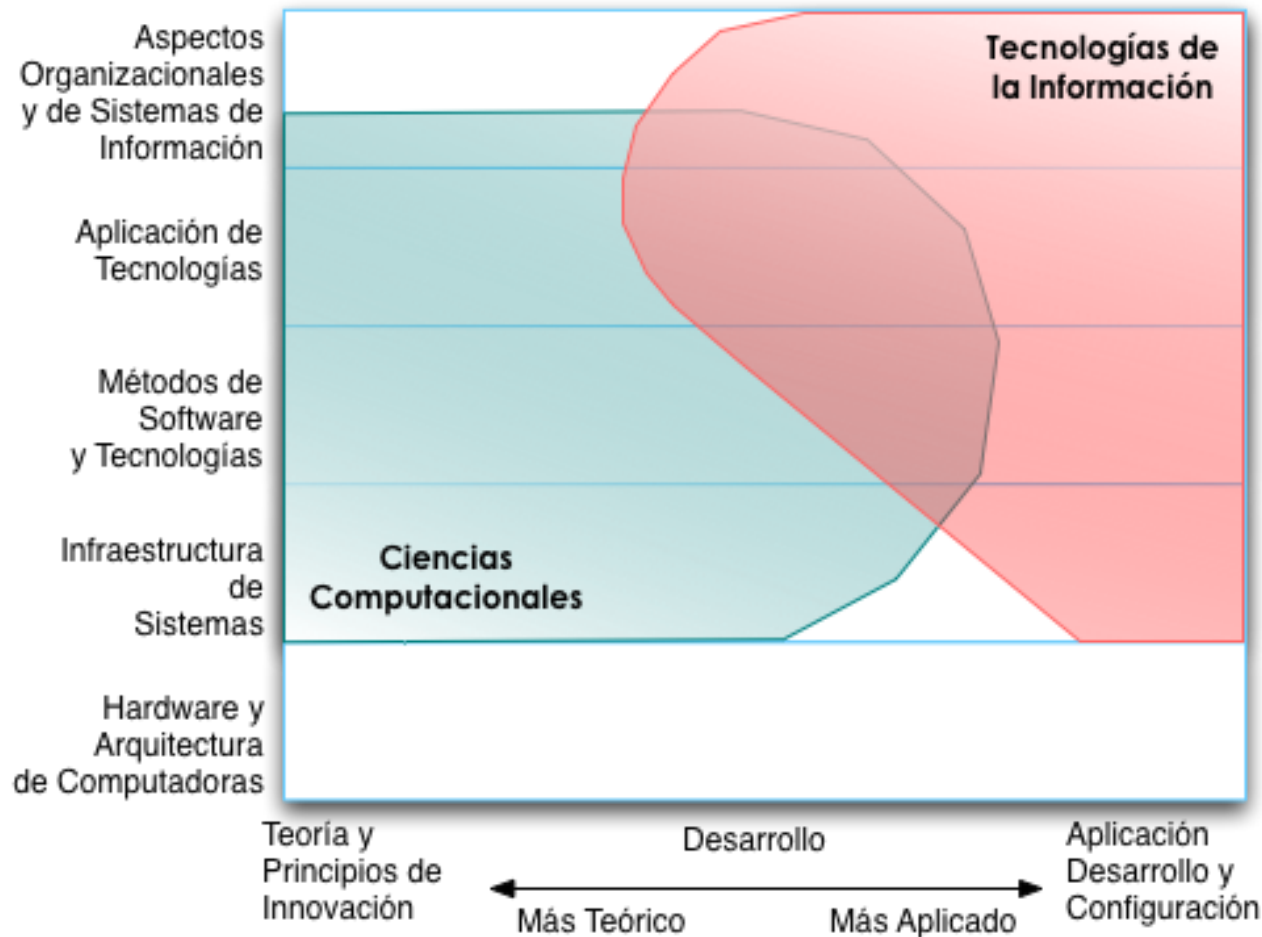 Aspectos
Organizacionales
y de Sistemas de
Información
Tecnologías de
la Información
Aplicación de
Tecnologías
Métodos de
Software
y Tecnologías
Infraestructura
de
Sistemas
Ciencias
Computacionales
Hardware y
Arquitectura
de Computadoras
Teoría y
Principios de
Innovación
Desarrollo
Más Teórico
Más Aplicado
Aplicación
Desarrollo y
Configuración